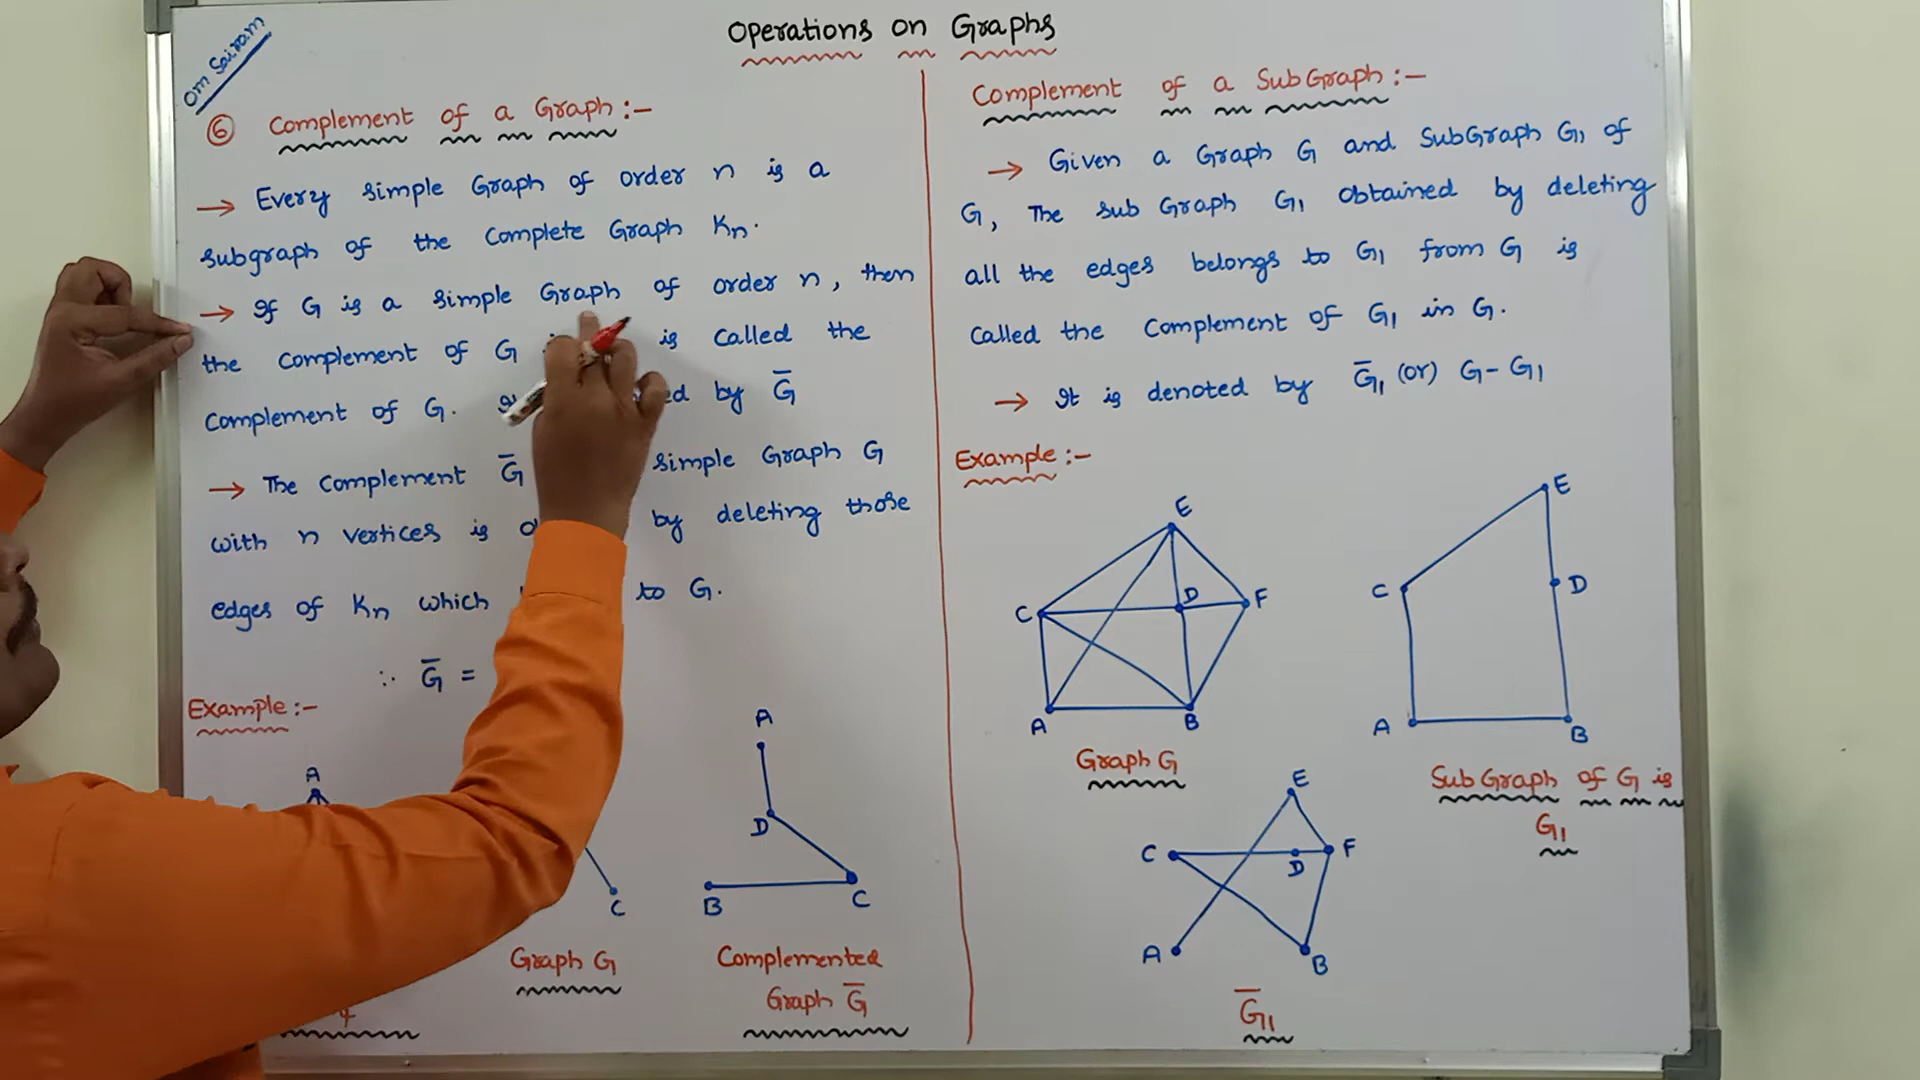 Operations on Graphs
Om Sairam
⑥ Complement of a Graph :-
→ Every simple Graph of order n is a
subgraph of the complete Graph Kn.
→ If G is a simple Graph of order n, then
the complement of G is called the
complement of G. by G̅
→ The complement G̅ simple Graph G
with n vertices is by deleting those
edges of Kn which to G.
∴ G̅ =
Example :-
A
C
Graph G
A
D
B
C
Complemented
Graph G̅
Complement of a SubGraph :-
→ Given a Graph G and SubGraph G1 of
G, The sub Graph G1 obtained by deleting
all the edges belongs to G1 from G is
called the complement of G1 in G.
→ It is denoted by G̅1 (or) G-G1
Example :-
E
C
D
F
A
B
Graph G
E
C
D
A
B
Sub Graph of G is
G1
E
C
D
F
A
B
G̅1